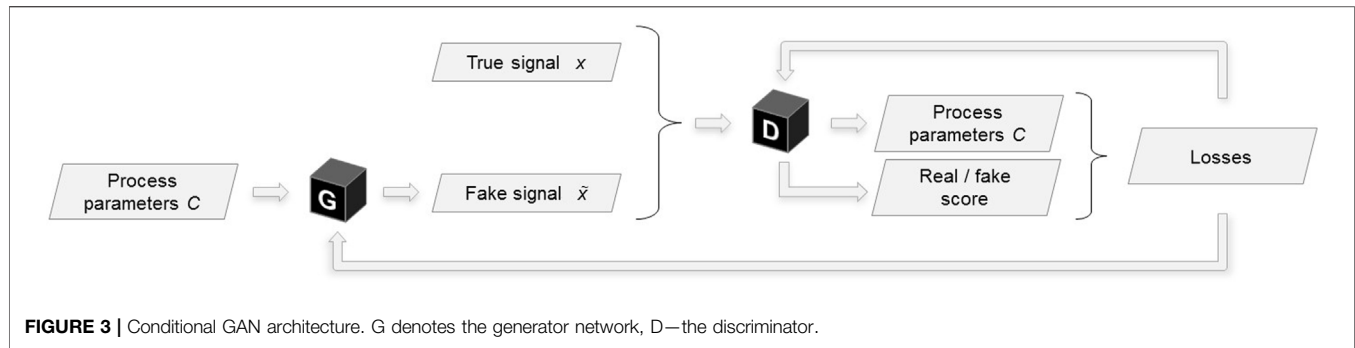 True signal x
Process
parameters C
G
Fake signal x̃
D
Process
parameters C
Real / fake
score
Losses
FIGURE 3 | Conditional GAN architecture. G denotes the generator network, D—the discriminator.